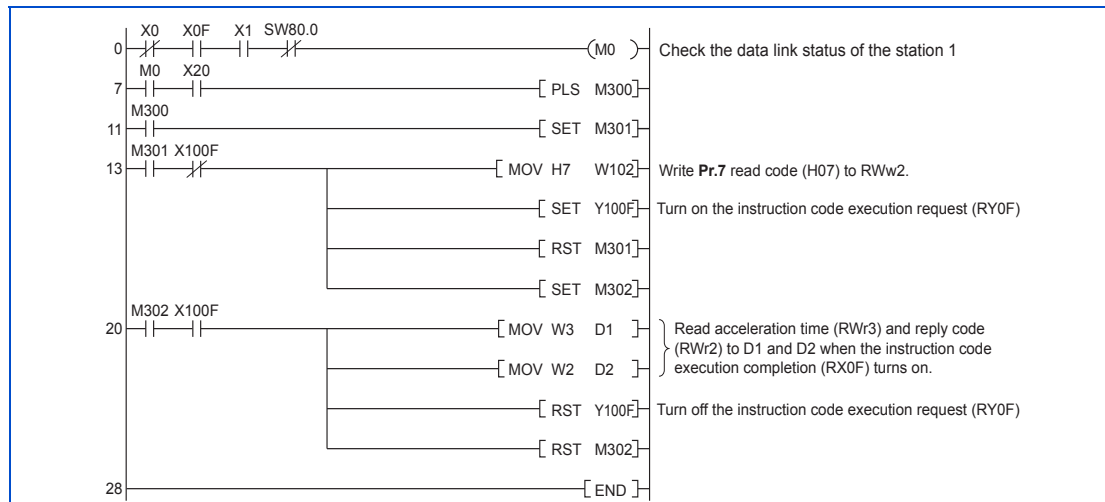 X0 X0F X1 SW80.0
0 M0 Check the data link status of the station 1
M0 X20
7 PLS M300
M300
11 SET M301
M301 X100F
13 MOV H7 W102 Write Pr.7 read code (H07) to RWw2.
SET Y100F Turn on the instruction code execution request (RY0F)
RST M301
SET M302
M302 X100F
20 MOV W3 D1 Read acceleration time (RWr3) and reply code
(RWr2) to D1 and D2 when the instruction code
MOV W2 D2 execution completion (RX0F) turns on.
RST Y100F Turn off the instruction code execution request (RY0F)
RST M302
28 END